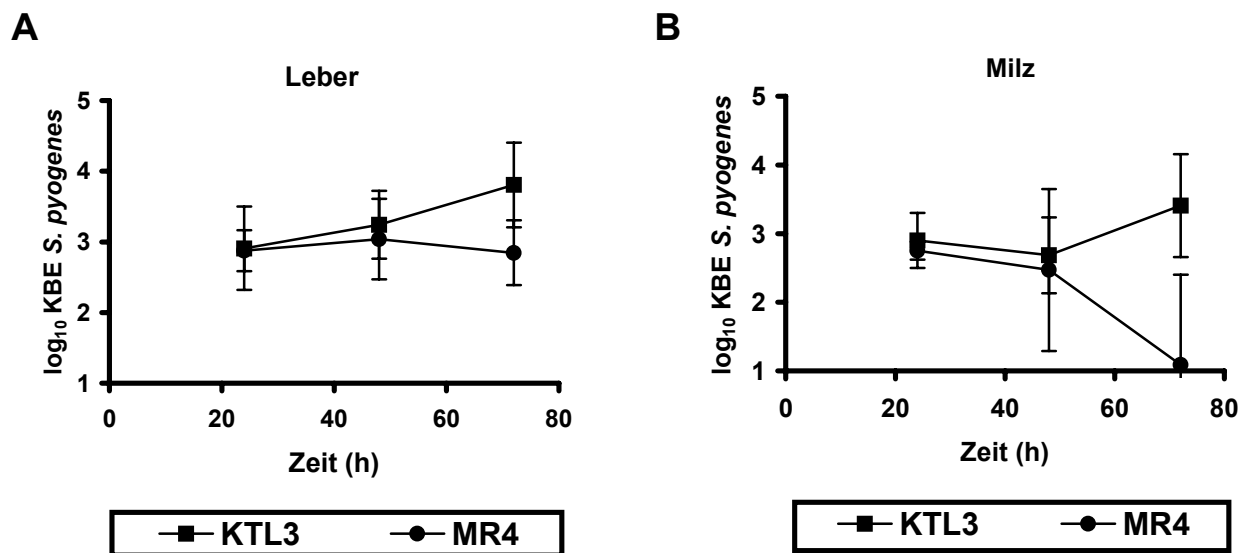 A
Leber
log₁₀ KBE S. pyogenes
5
4
3
2
1
0
20
40
60
80
Zeit (h)
KTL3
MR4
B
Milz
log₁₀ KBE S. pyogenes
5
4
3
2
1
0
20
40
60
80
Zeit (h)
KTL3
MR4